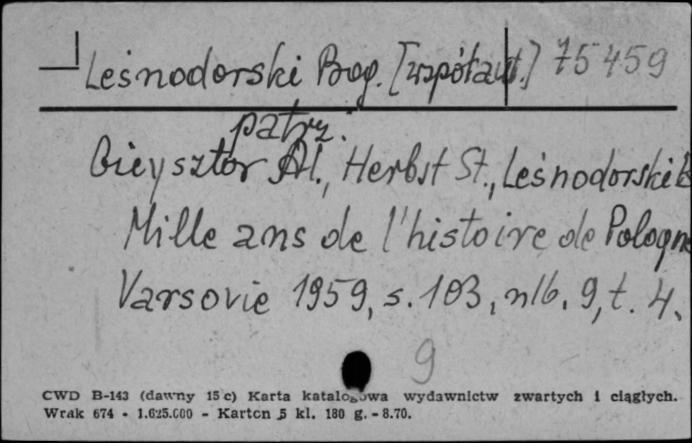 Leśnodorski Bog. [współaut.] 75459
patrz:
Gieysztor Al., Herbst St., Leśnodorski B
Mille ans de l'histoire de Pologne
Varsovie 1959, s. 103, nlb. 9, t. 4.
9
CWD B-143 (dawny 15 c) Karta katalogowa wydawnictw zwartych i ciągłych.
Wrak 674 - 1.625.000 - Karton 5 kl. 180 g. - 8.70.